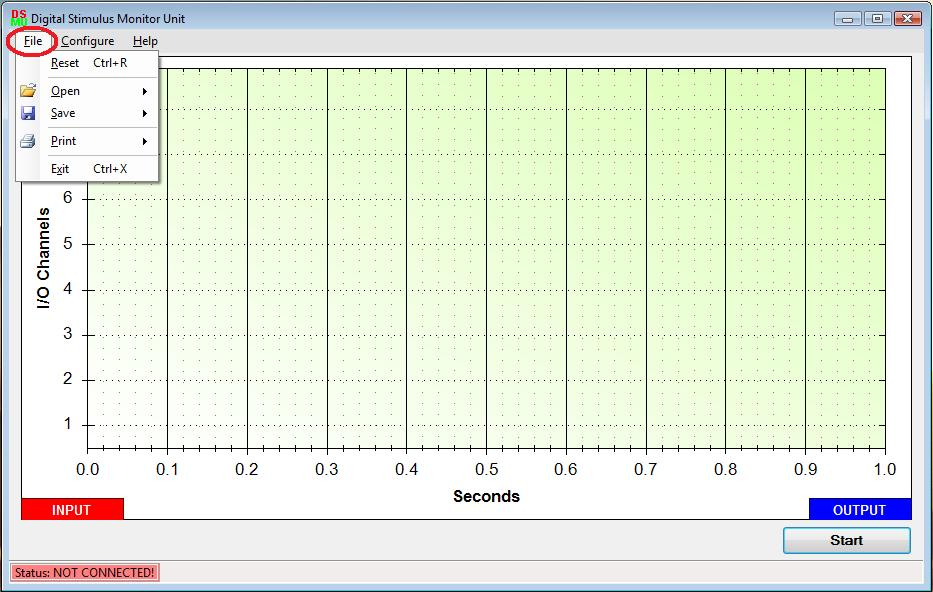 DS
MU
Digital Stimulus Monitor Unit
File Configure Help
Reset Ctrl+R
Open
Save
Print
Exit Ctrl+X
I/O Channels
6
5
4
3
2
1
0.0 0.1 0.2 0.3 0.4 0.5 0.6 0.7 0.8 0.9 1.0
Seconds
INPUT OUTPUT
Start
Status: NOT CONNECTED!